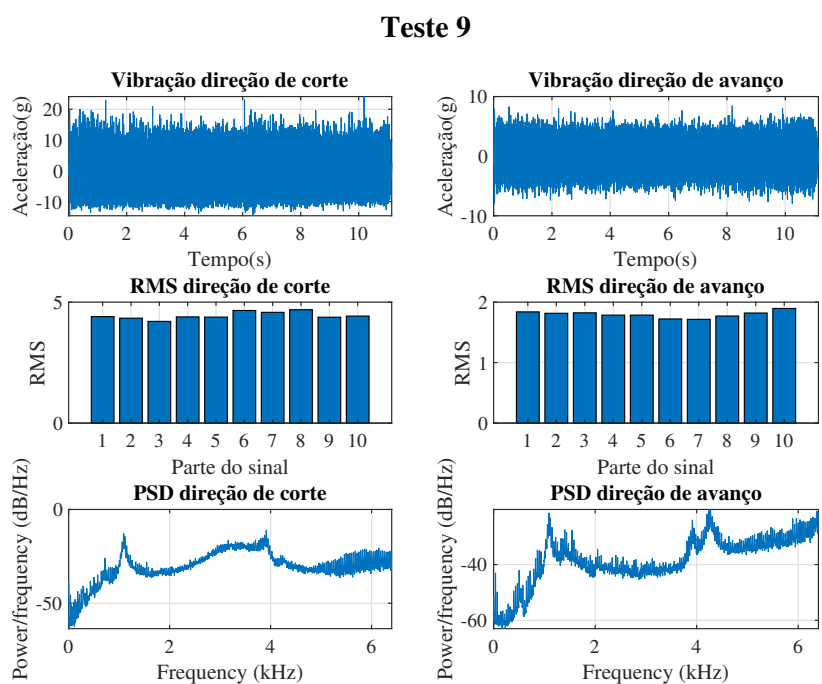 Teste 9
Vibração direção de corte
Aceleração(g)
20
10
0
-10
0 2 4 6 8 10
Tempo(s)
Vibração direção de avanço
Aceleração(g)
10
0
-10
0 2 4 6 8 10
Tempo(s)
RMS direção de corte
RMS
5
0
1 2 3 4 5 6 7 8 9 10
Parte do sinal
RMS direção de avanço
RMS
2
1
0
1 2 3 4 5 6 7 8 9 10
Parte do sinal
PSD direção de corte
Power/frequency (dB/Hz)
0
-50
0 2 4 6
Frequency (kHz)
PSD direção de avanço
Power/frequency (dB/Hz)
-40
-60
0 2 4 6
Frequency (kHz)